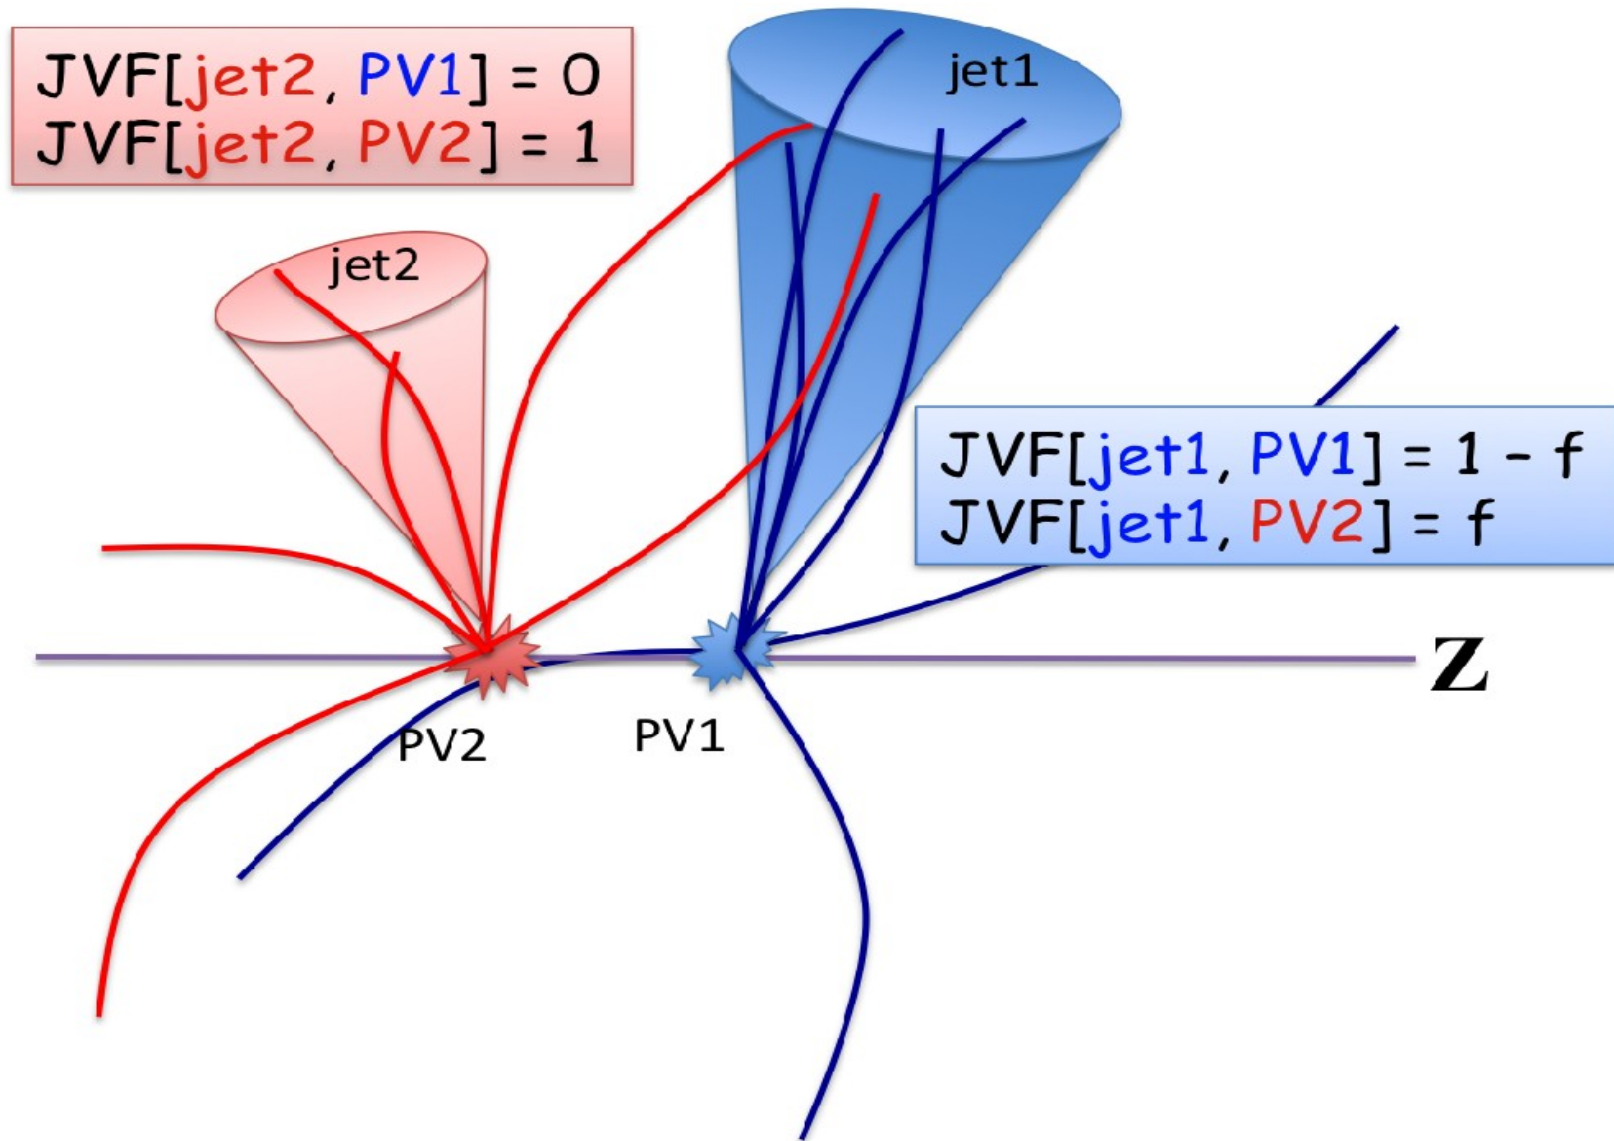 JVF[jet2, PV1] = 0
JVF[jet2, PV2] = 1
jet1
jet2
JVF[jet1, PV1] = 1 - f
JVF[jet1, PV2] = f
Z
PV2
PV1